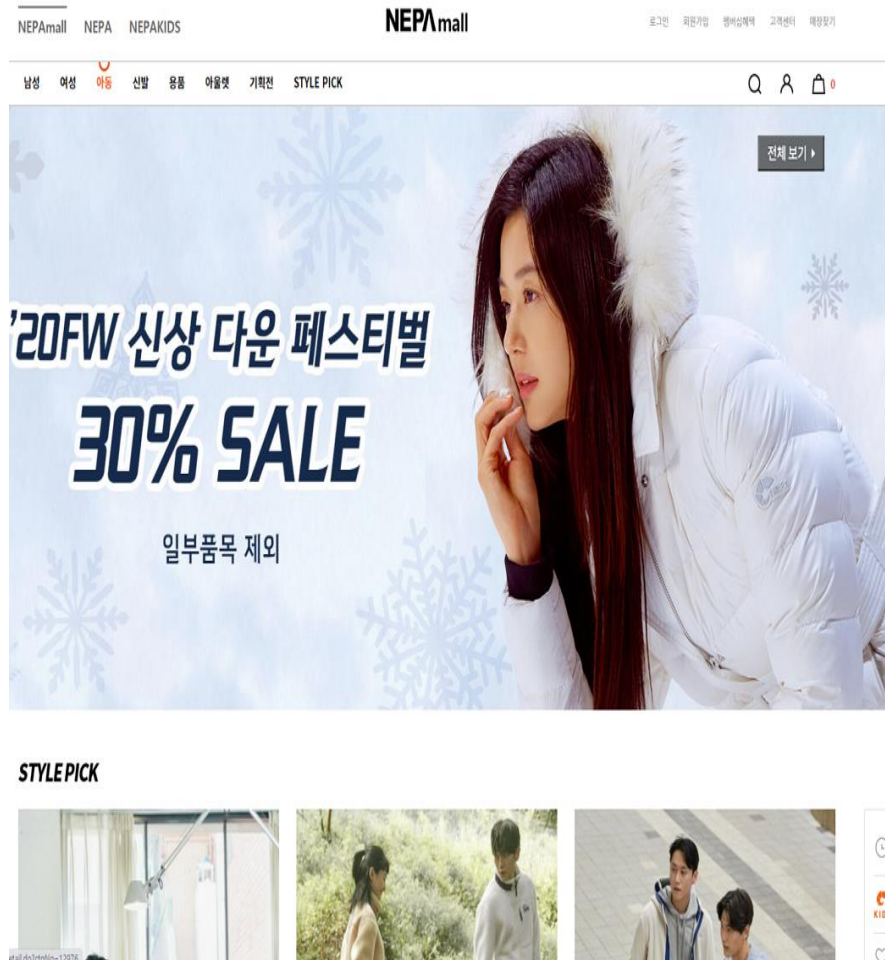 NEPAmall NEPA NEPAKIDS
NEPA mall
로그인 회원가입 멤버십혜택 고객센터 매장찾기
남성 여성 아동 신발 용품 아울렛 기획전 STYLE PICK
0
전체 보기
'20FW 신상 다운 페스티벌
30% SALE
일부품목 제외
STYLE PICK